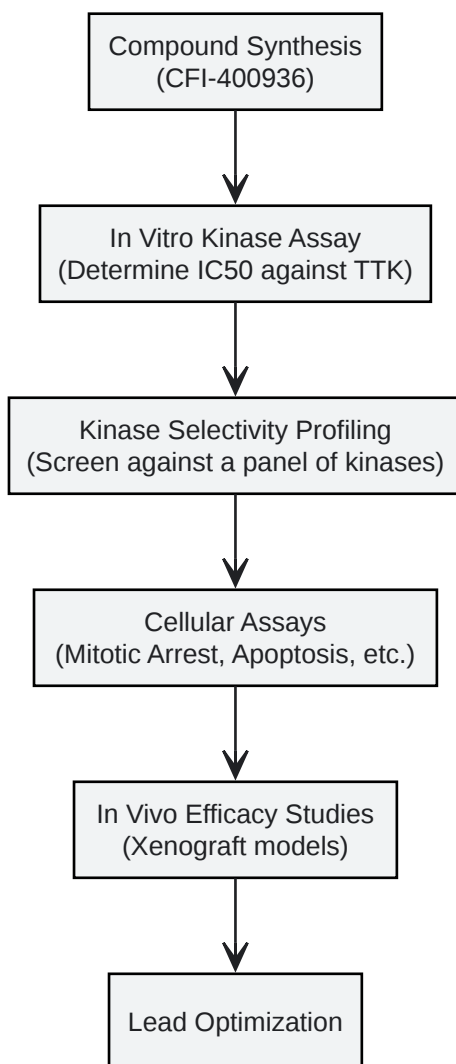 Compound Synthesis
(CFI-400936)
In Vitro Kinase Assay
(Determine IC50 against TTK)
Kinase Selectivity Profiling
(Screen against a panel of kinases)
Cellular Assays
(Mitotic Arrest, Apoptosis, etc.)
In Vivo Efficacy Studies
(Xenograft models)
Lead Optimization